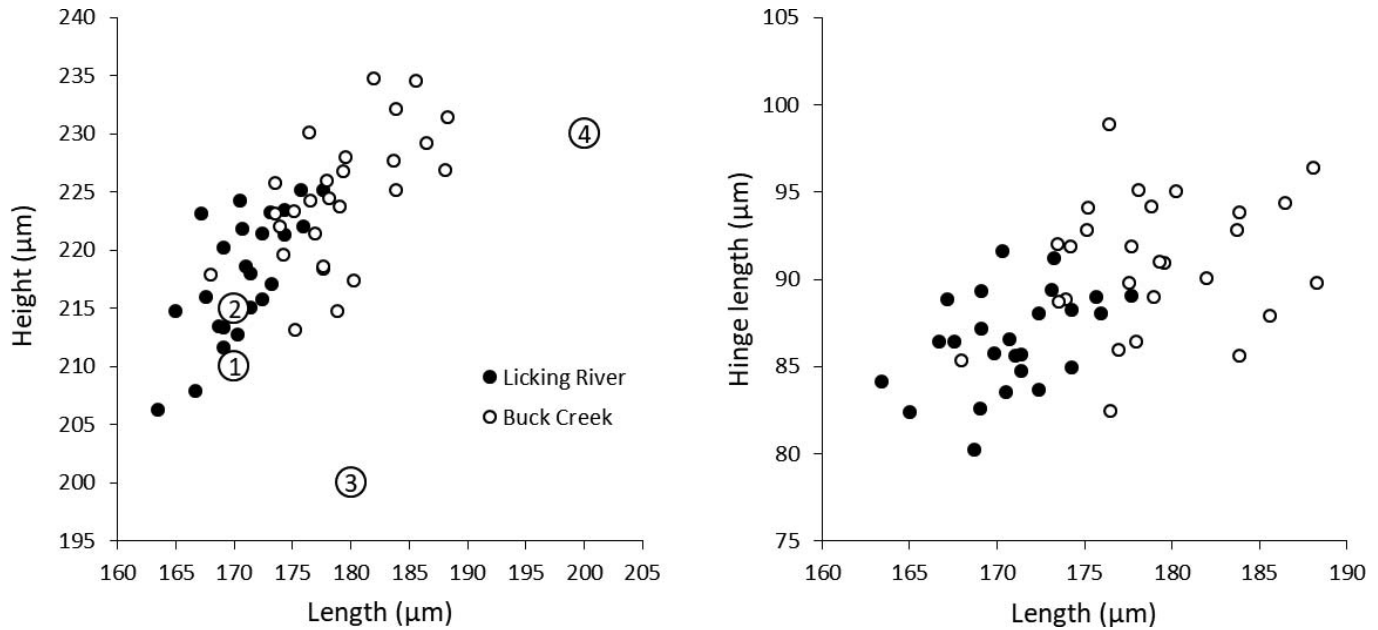 240
235
230
225
220
215
210
205
200
195
Height (µm)
4
2
1
3
Licking River
Buck Creek
160 165 170 175 180 185 190 195 200 205
Length (µm)
105
100
95
90
85
80
75
Hinge length (µm)
160 165 170 175 180 185 190
Length (µm)